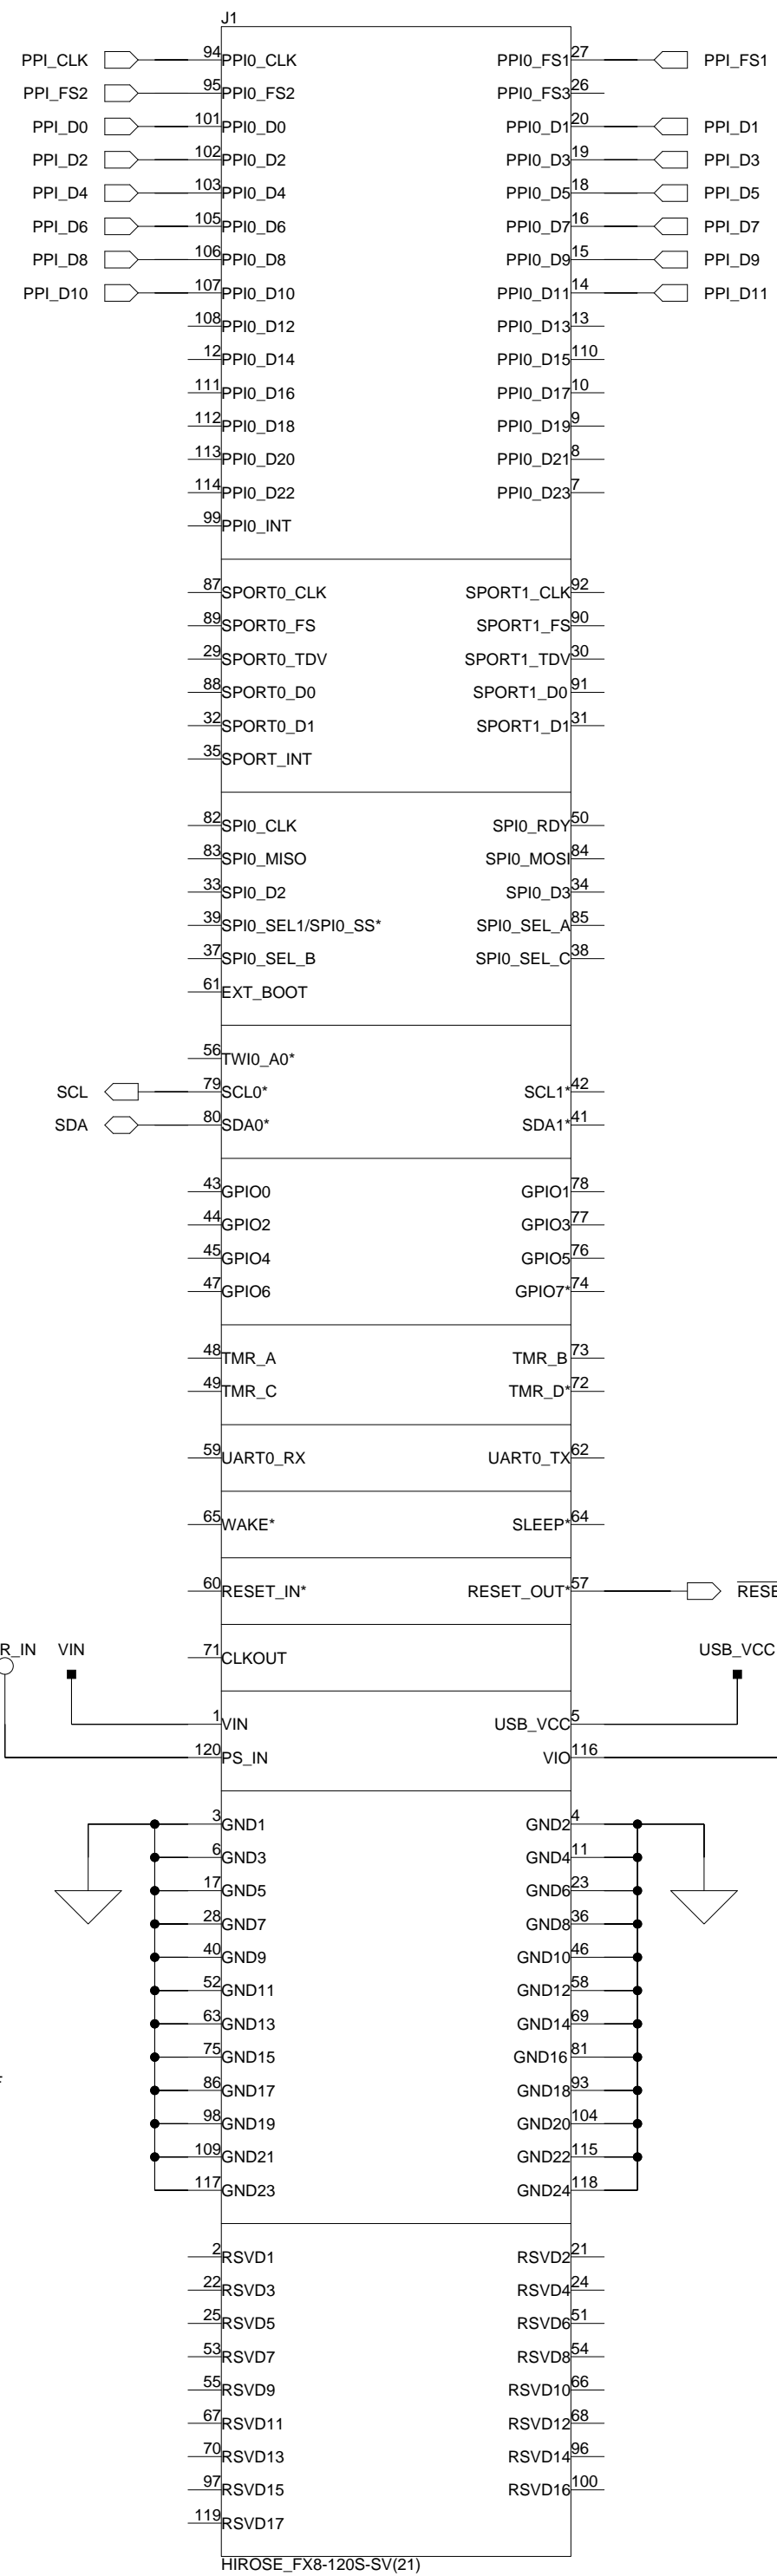 J1
PPI_CLK 94 PPI0_CLK PPI0_FS1 27 PPI_FS1
PPI_FS2 95 PPI0_FS2 PPI0_FS3 26
PPI_D0 101 PPI0_D0 PPI0_D1 20 PPI_D1
PPI_D2 102 PPI0_D2 PPI0_D3 19 PPI_D3
PPI_D4 103 PPI0_D4 PPI0_D5 18 PPI_D5
PPI_D6 105 PPI0_D6 PPI0_D7 16 PPI_D7
PPI_D8 106 PPI0_D8 PPI0_D9 15 PPI_D9
PPI_D10 107 PPI0_D10 PPI0_D11 14 PPI_D11
108 PPI0_D12 PPI0_D13 13
12 PPI0_D14 PPI0_D15 110
111 PPI0_D16 PPI0_D17 10
112 PPI0_D18 PPI0_D19 9
113 PPI0_D20 PPI0_D21 8
114 PPI0_D22 PPI0_D23 7
99 PPI0_INT
87 SPORT0_CLK SPORT1_CLK 92
89 SPORT0_FS SPORT1_FS 90
29 SPORT0_TDV SPORT1_TDV 30
88 SPORT0_D0 SPORT1_D0 91
32 SPORT0_D1 SPORT1_D1 31
35 SPORT_INT
82 SPI0_CLK SPI0_RDY 50
83 SPI0_MISO SPI0_MOSI 84
33 SPI0_D2 SPI0_D3 34
39 SPI0_SEL1/SPI0_SS* SPI0_SEL_A 85
37 SPI0_SEL_B SPI0_SEL_C 38
61 EXT_BOOT
56 TWI0_A0*
SCL 79 SCL0* SCL1* 42
SDA 80 SDA0* SDA1* 41
43 GPIO0 GPIO1 78
44 GPIO2 GPIO3 77
45 GPIO4 GPIO5 76
47 GPIO6 GPIO7* 74
48 TMR_A TMR_B 73
49 TMR_C TMR_D* 72
59 UART0_RX UART0_TX 62
65 WAKE* SLEEP* 64
60 RESET_IN* RESET_OUT* 57 RESE
R_IN VIN 71 CLKOUT USB_VCC
1 VIN USB_VCC 5
120 PS_IN VIO 116
3 GND1 GND2 4
6 GND3 GND4 11
17 GND5 GND6 23
28 GND7 GND8 36
40 GND9 GND10 46
52 GND11 GND12 58
63 GND13 GND14 69
75 GND15 GND16 81
86 GND17 GND18 93
98 GND19 GND20 104
109 GND21 GND22 115
117 GND23 GND24 118
2 RSVD1 RSVD2 21
22 RSVD3 RSVD4 24
25 RSVD5 RSVD6 51
53 RSVD7 RSVD8 54
55 RSVD9 RSVD10 66
67 RSVD11 RSVD12 68
70 RSVD13 RSVD14 96
97 RSVD15 RSVD16 100
119 RSVD17
HIROSE_FX8-120S-SV(21)